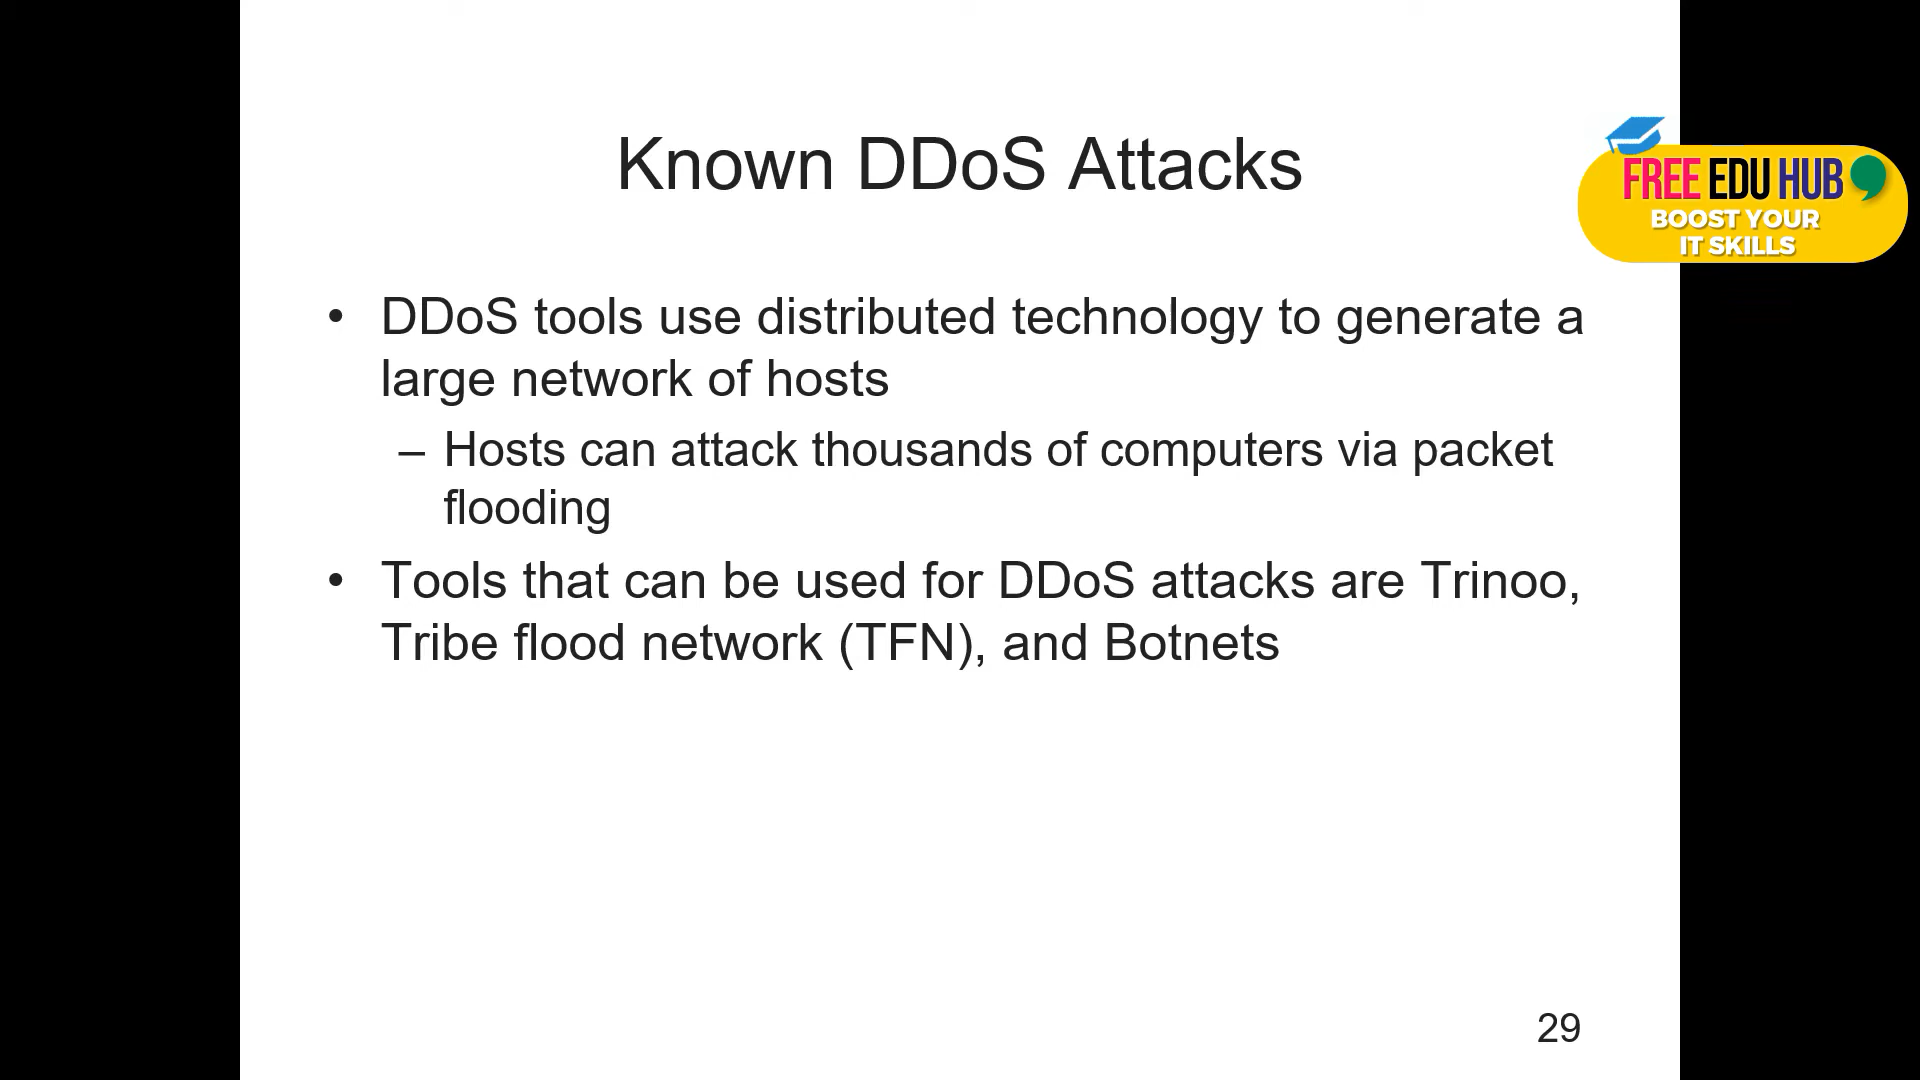 Known DDoS Attacks
FREE EDU HUB
BOOST YOUR
IT SKILLS
• DDoS tools use distributed technology to generate a
large network of hosts
– Hosts can attack thousands of computers via packet
flooding
• Tools that can be used for DDoS attacks are Trinoo,
Tribe flood network (TFN), and Botnets
29